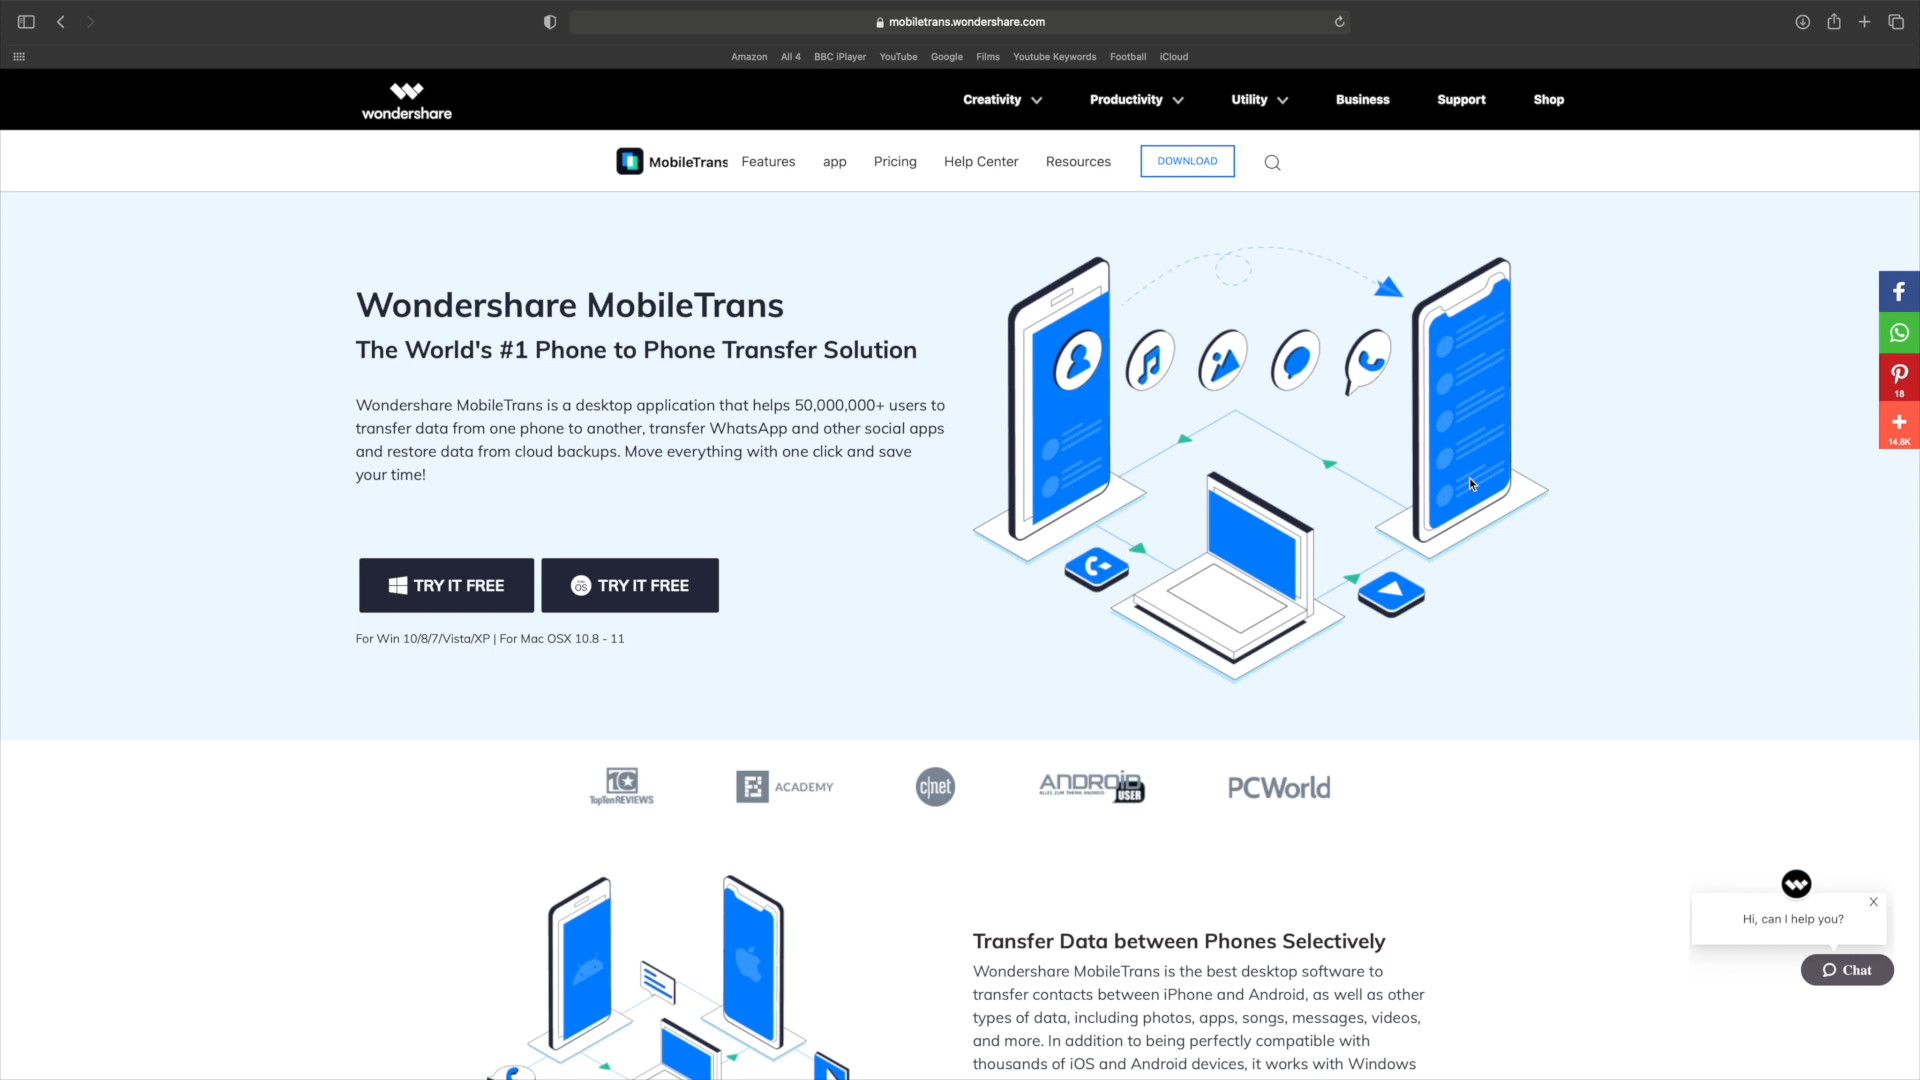 mobiletrans.wondershare.com
Amazon All 4 BBC iPlayer YouTube Google Films Youtube Keywords Football iCloud
wondershare
Creativity Productivity Utility Business Support Shop
MobileTrans Features app Pricing Help Center Resources DOWNLOAD
Wondershare MobileTrans
The World's #1 Phone to Phone Transfer Solution
Wondershare MobileTrans is a desktop application that helps 50,000,000+ users to
transfer data from one phone to another, transfer WhatsApp and other social apps
and restore data from cloud backups. Move everything with one click and save
your time!
TRY IT FREE
OS TRY IT FREE
For Win 10/8/7/Vista/XP | For Mac OSX 10.8 - 11
18
14.8K
TopTenREVIEWS
ACADEMY
c|net
ANDROID USER
ALLES ZUM THEMA ANDROID
PCWorld
Hi, can I help you?
Chat
Transfer Data between Phones Selectively
Wondershare MobileTrans is the best desktop software to
transfer contacts between iPhone and Android, as well as other
types of data, including photos, apps, songs, messages, videos,
and more. In addition to being perfectly compatible with
thousands of iOS and Android devices, it works with Windows